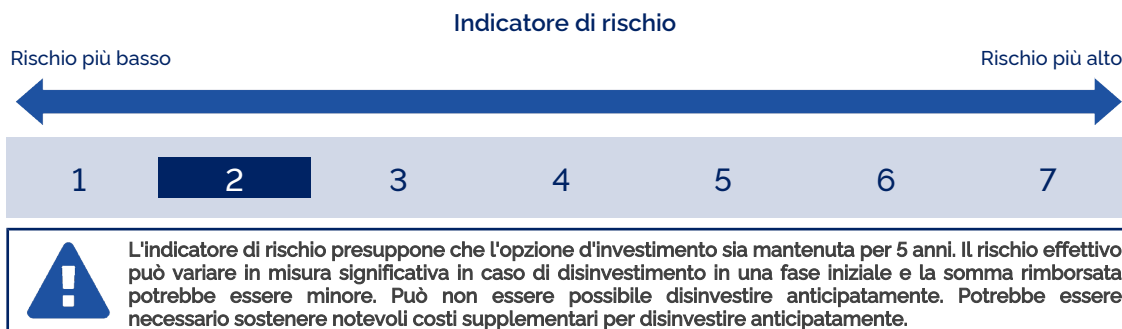 Indicatore di rischio
Rischio più basso
Rischio più alto
1 2 3 4 5 6 7
L'indicatore di rischio presuppone che l'opzione d'investimento sia mantenuta per 5 anni. Il rischio effettivo
può variare in misura significativa in caso di disinvestimento in una fase iniziale e la somma rimborsata
potrebbe essere minore. Può non essere possibile disinvestire anticipatamente. Potrebbe essere
necessario sostenere notevoli costi supplementari per disinvestire anticipatamente.